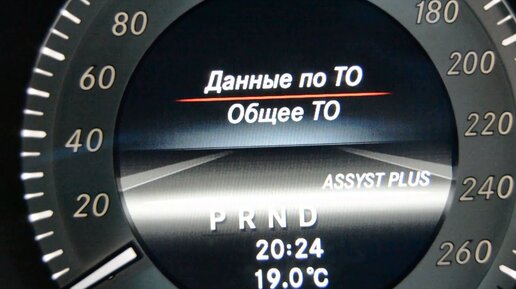 80
60
40
20
Данные по ТО
Общее ТО
ASSYST PLUS
P R N D
20:24
19.0°C
180
200
220
240
260